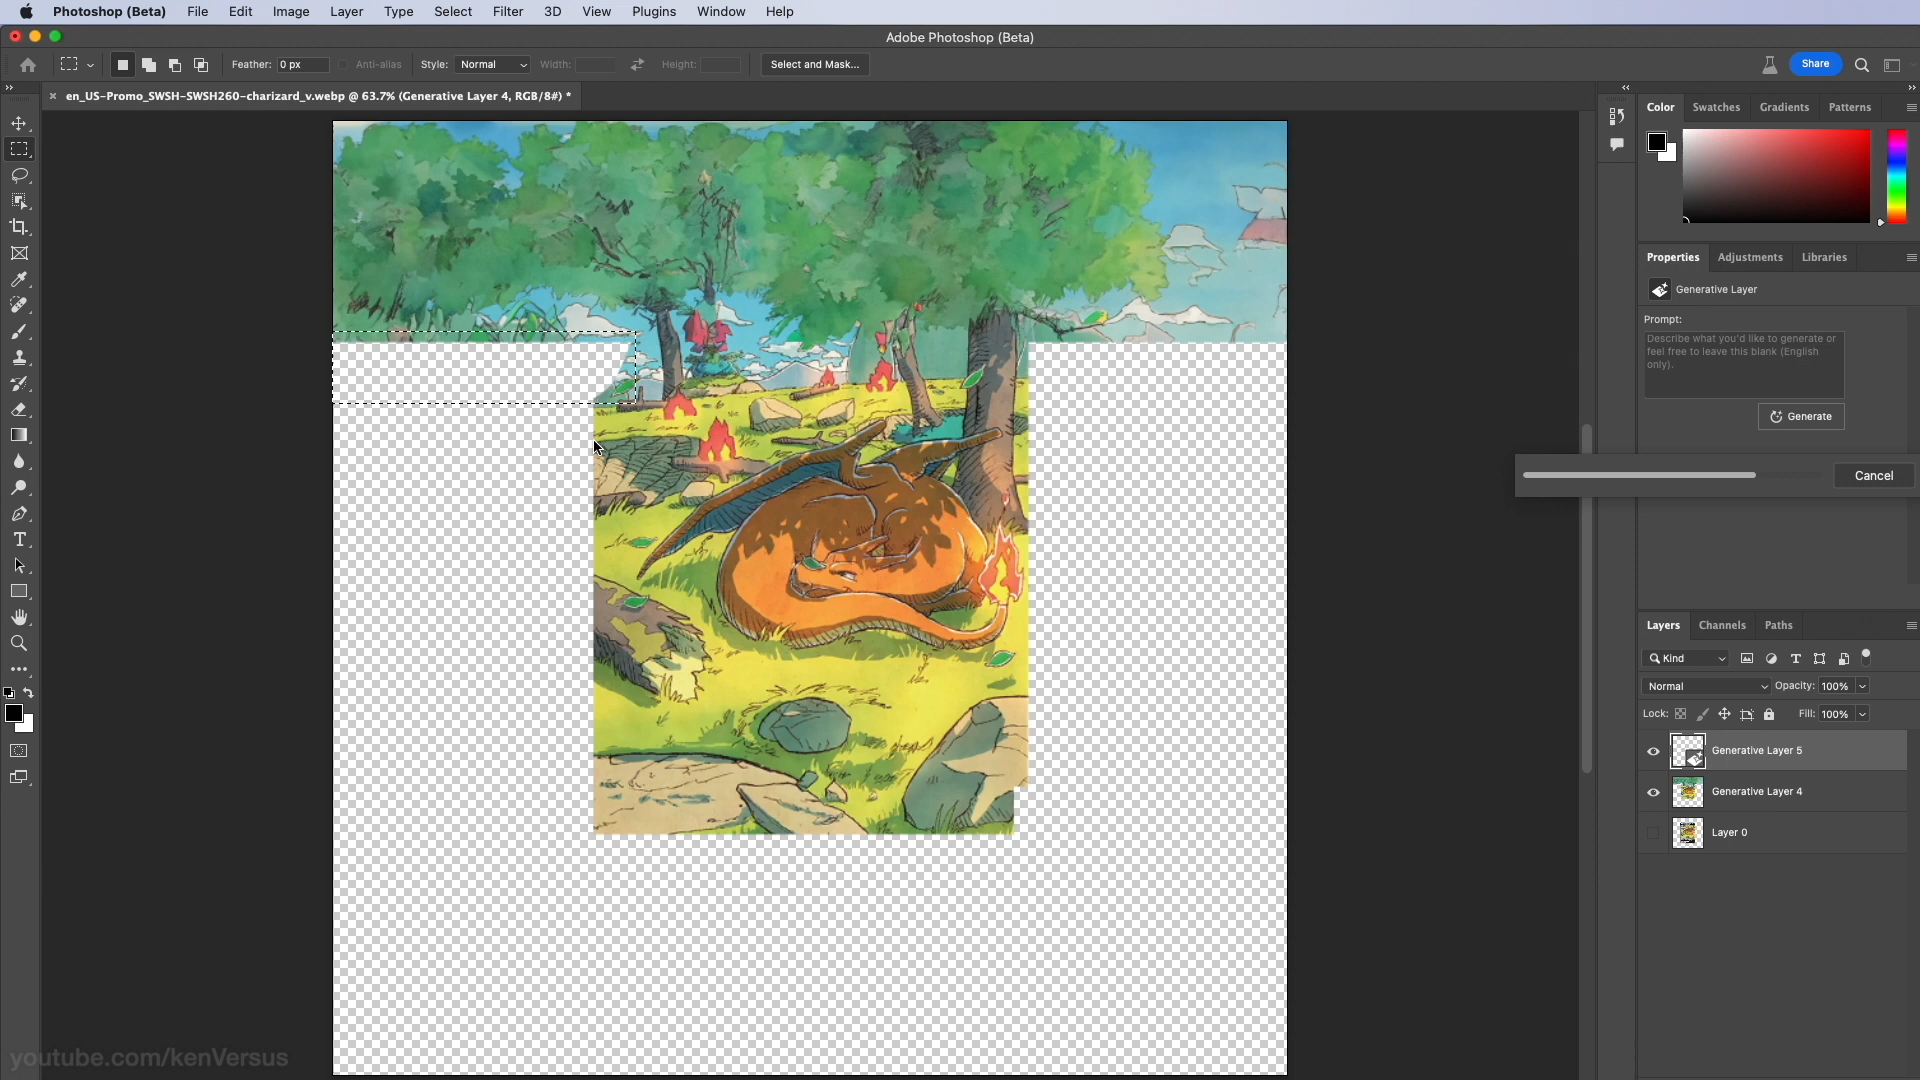 Photoshop (Beta) File Edit Image Layer Type Select Filter 3D View Plugins Window Help
Adobe Photoshop (Beta)
Feather: 0 px Anti-alias Style: Normal Width: Height: Select and Mask... Share
en_US-Promo_SWSH-SWSH260-charizard_v.webp @ 63.7% (Generative Layer 4, RGB/8#) *
Color Swatches Gradients Patterns
Properties Adjustments Libraries
Generative Layer
Prompt:
Describe what you'd like to generate or
feel free to leave this blank (English
only).
Generate
Cancel
Layers Channels Paths
Kind
Normal Opacity: 100%
Lock: Fill: 100%
Generative Layer 5
Generative Layer 4
Layer 0
youtube.com/kenVersus